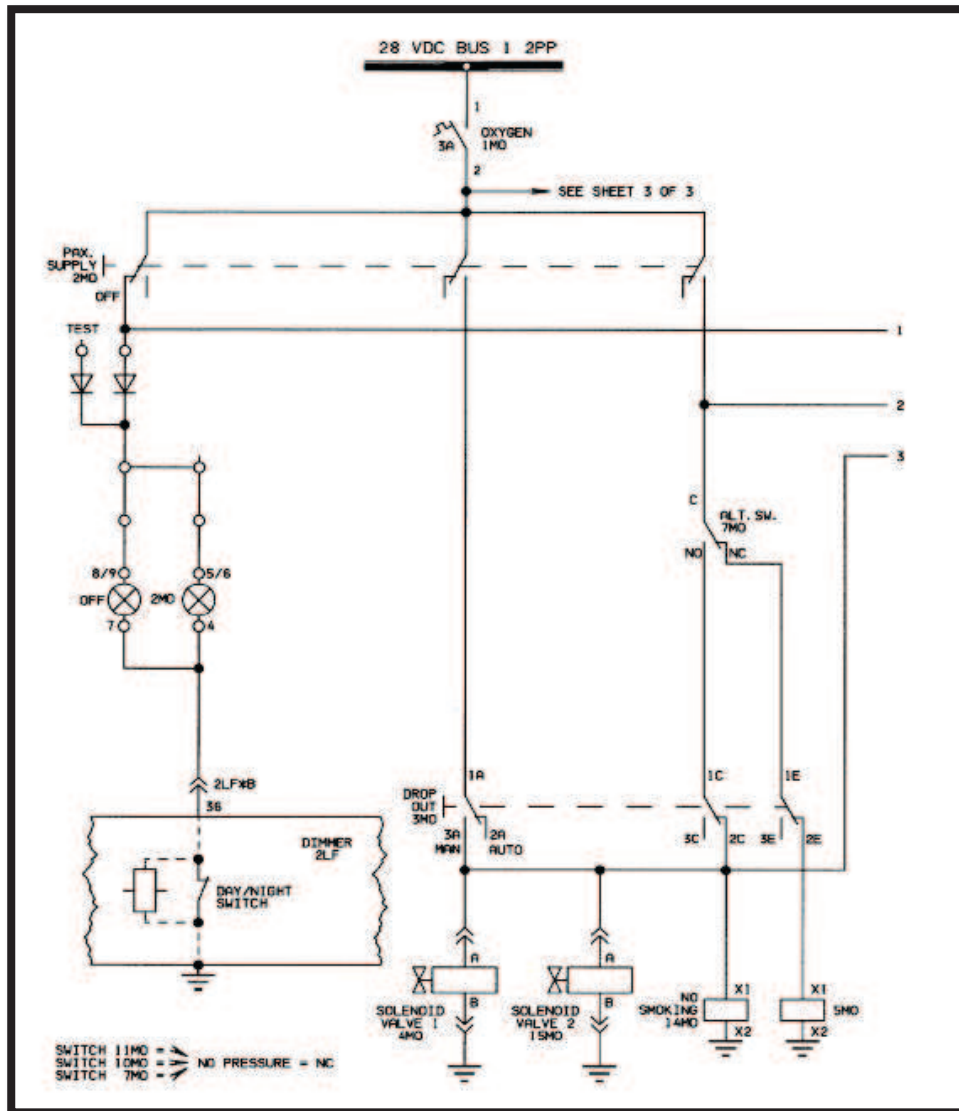 28 VDC BUS 1 2PP
1
OXYGEN
3A 1MO
2
SEE SHEET 3 OF 3
PAX.
SUPPLY
2MO
OFF
TEST
1
2
3
C
ALT. SW.
7MO
NO NC
8/9 5/6
OFF 2MO
7 4
2LF*B
36
DIMMER
2LF
DAY/NIGHT
SWITCH
1A 1C 1E
DROP
OUT
3MO
3A 2A 3C 2C 3E 2E
MAN AUTO
A A
B B
SOLENOID
VALVE 1
4MO
SOLENOID
VALVE 2
15MO
NO
SMOKING
14MO
X1 X1
5MO
X2 X2
SWITCH 11MO =
SWITCH 10MO = NO PRESSURE = NC
SWITCH 7MO =